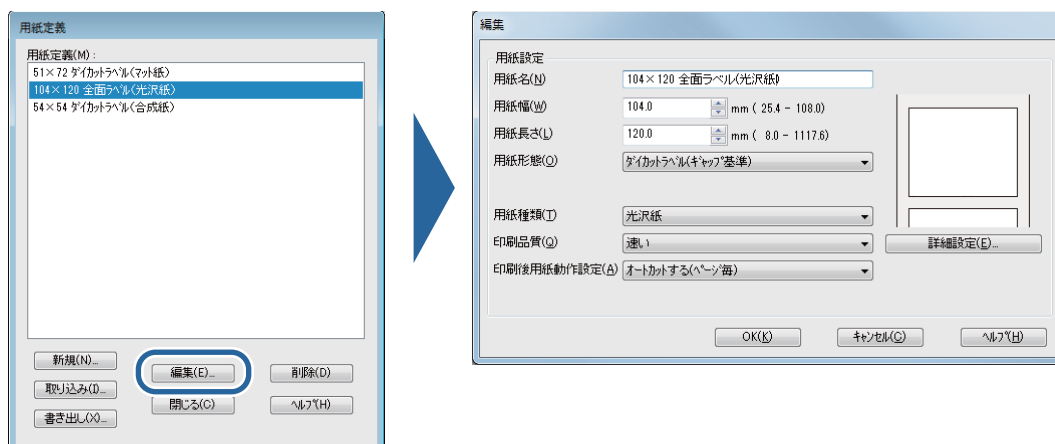 用紙定義
用紙定義(M) :
51×72 ダイカットラベル(マット紙)
104×120 全面ラベル(光沢紙)
54×54 ダイカットラベル(合成紙)
新規(N)...
編集(E)...
削除(D)
取り込み(I)...
閉じる(C)
ヘルプ(H)
書き出し(X)...
編集
用紙設定
用紙名(N)
104×120 全面ラベル(光沢紙)
用紙幅(W)
104.0
mm ( 25.4 - 108.0)
用紙長さ(L)
120.0
mm ( 8.0 - 1117.6)
用紙形態(O)
ダイカットラベル(ギャップ基準)
用紙種類(T)
光沢紙
印刷品質(Q)
速い
詳細設定(E)...
印刷後用紙動作設定(A)
オートカットする(ページ毎)
OK(K)
キャンセル(C)
ヘルプ(H)